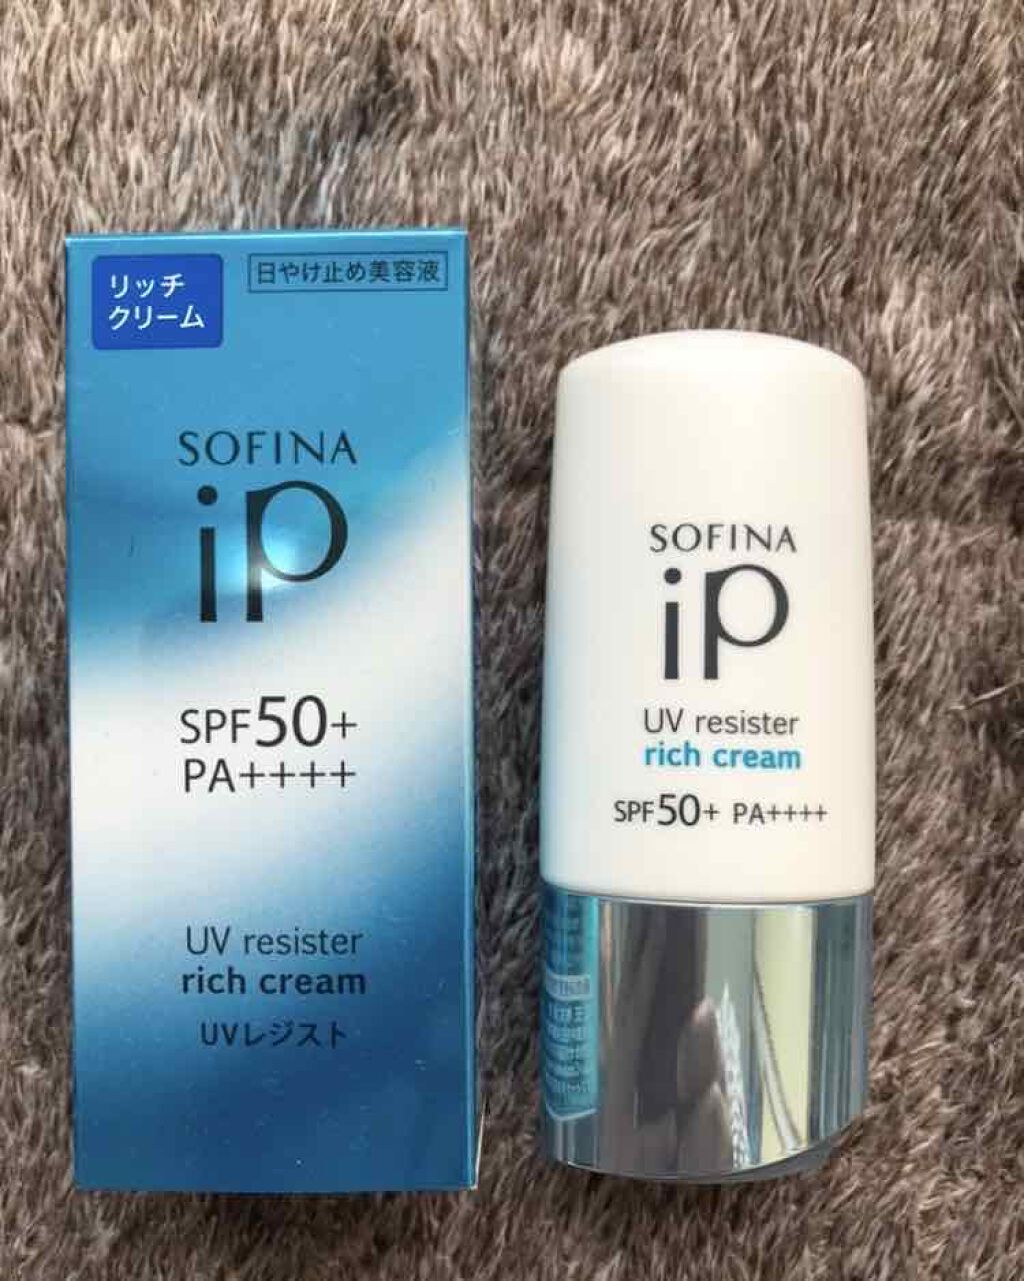 リッチ
クリーム
日やけ止め美容液
SOFINA
iP
SPF50+
PA++++
UV resister
rich cream
UVレジスト
SOFINA
iP
UV resister
rich cream
SPF50+ PA++++